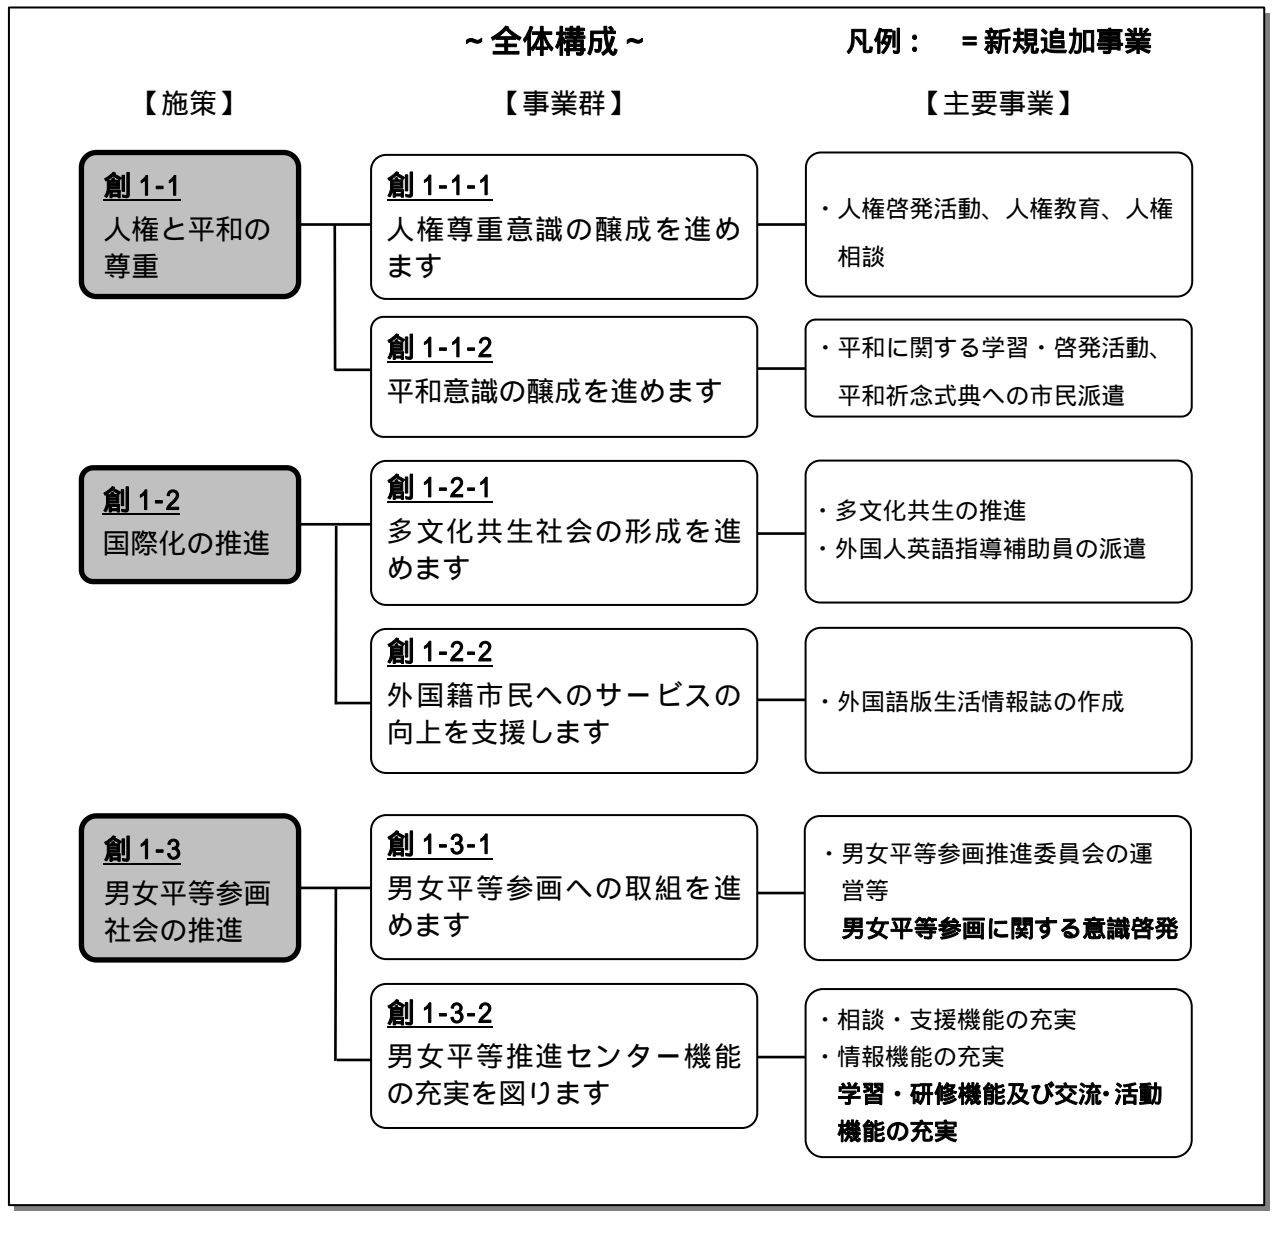 ~全体構成~
凡例： =新規追加事業
【施策】
【事業群】
【主要事業】
創1-1
人権と平和の
尊重
創1-1-1
人権尊重意識の醸成を進め
ます
・人権啓発活動、人権教育、人権
相談
創1-1-2
平和意識の醸成を進めます
・平和に関する学習・啓発活動、
平和祈念式典への市民派遣
創1-2
国際化の推進
創1-2-1
多文化共生社会の形成を進
めます
・多文化共生の推進
・外国人英語指導補助員の派遣
創1-2-2
外国籍市民へのサービスの
向上を支援します
・外国語版生活情報誌の作成
創1-3
男女平等参画
社会の推進
創1-3-1
男女平等参画への取組を進
めます
・男女平等参画推進委員会の運
営等
男女平等参画に関する意識啓発
創1-3-2
男女平等推進センター機能
の充実を図ります
・相談・支援機能の充実
・情報機能の充実
学習・研修機能及び交流･活動
機能の充実